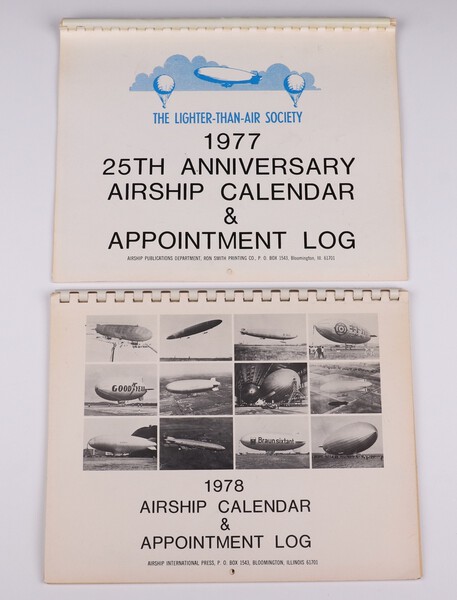 THE LIGHTER-THAN-AIR SOCIETY
1977
25TH ANNIVERSARY
AIRSHIP CALENDAR
&
APPOINTMENT LOG
AIRSHIP PUBLICATIONS DEPARTMENT, RON SMITH PRINTING CO., P. O. BOX 1543, Bloomington, Ill. 61701
GOODYEAR
Braun sixtant
1978
AIRSHIP CALENDAR
&
APPOINTMENT LOG
AIRSHIP INTERNATIONAL PRESS, P. O. BOX 1543, BLOOMINGTON, ILLINOIS 61701